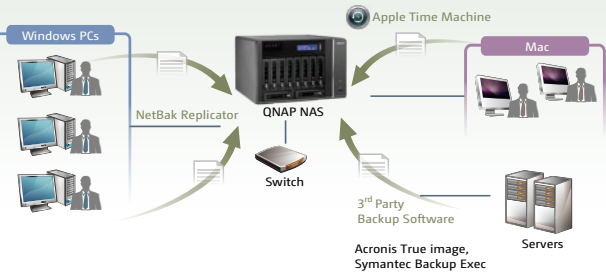 Apple Time Machine
Windows PCs
Mac
NetBak Replicator
QNAP NAS
Switch
3rd Party
Backup Software
Acronis True image,
Symantec Backup Exec
Servers